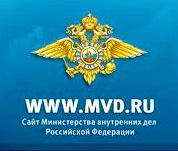 WWW.MVD.RU
Сайт Министерства внутренних дел
Российской Федерации